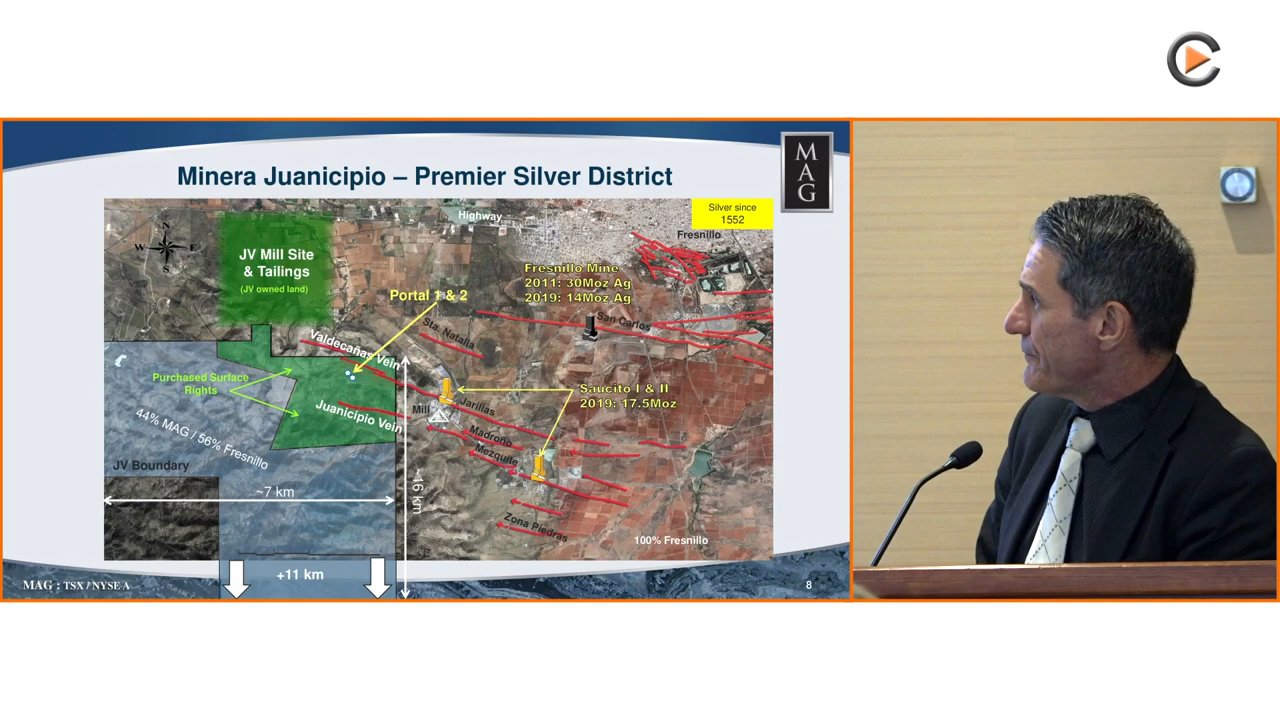 Minera Juanicipio – Premier Silver District
M
A
G
Silver since
1552
Highway
Fresnillo
N
W E
S
JV Mill Site
& Tailings
(JV owned land)
Fresnillo Mine
2011: 30Moz Ag
2019: 14Moz Ag
Portal 1 & 2
San Carlos
Sta. Natalia
Valdecañas Vein
Purchased Surface
Rights
Saucito I & II
2019: 17.5Moz
Jarillas
Mill
Juanicipio Vein
44% MAG / 56% Fresnillo
Madroño
Mezquite
JV Boundary
~7 km
~16 km
Zona Piedras
100% Fresnillo
+11 km
MAG : TSX / NYSE A
8